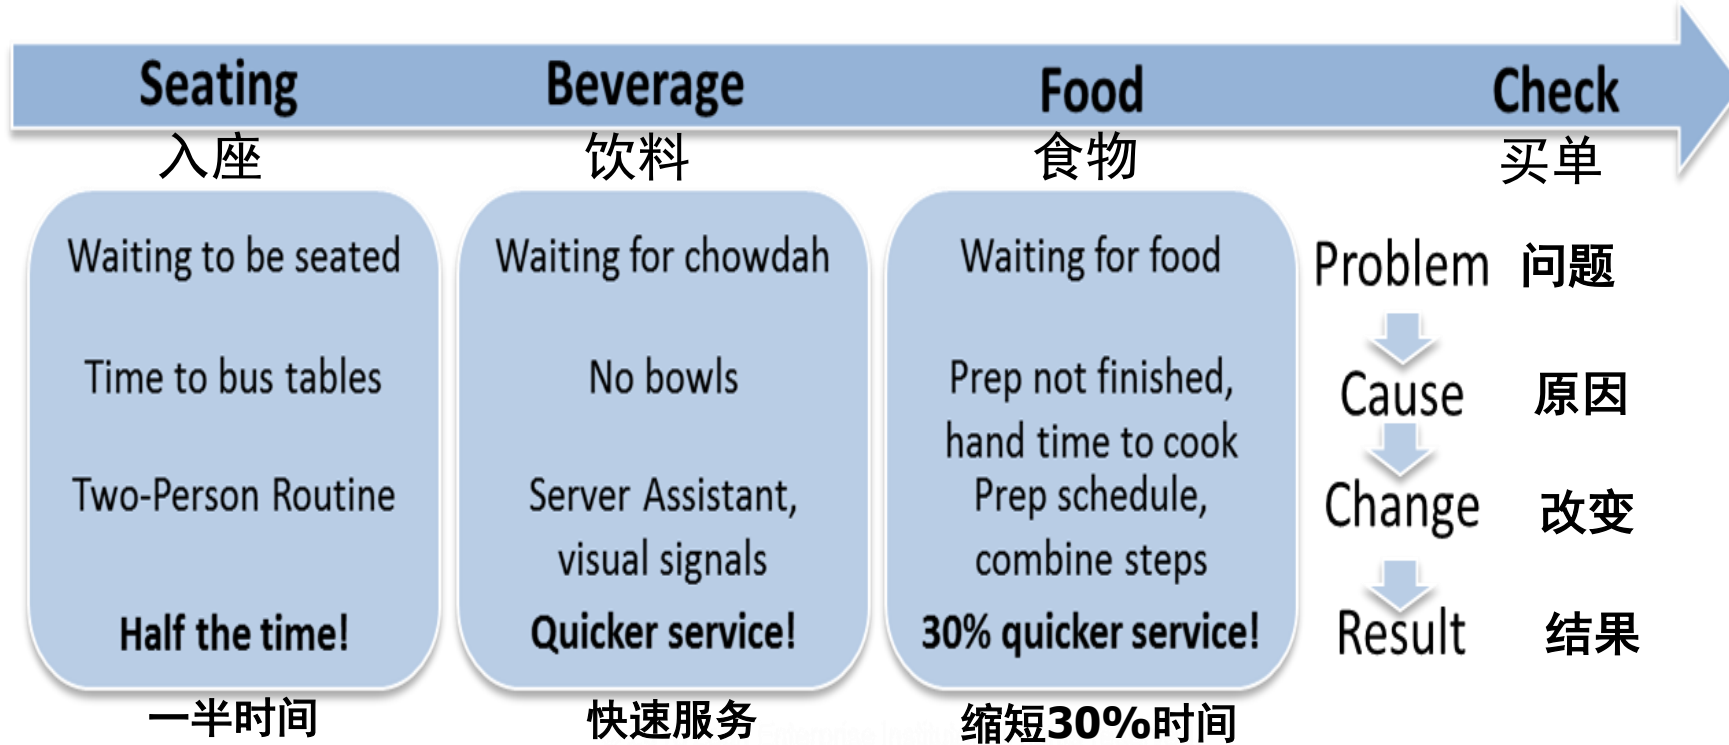 Seating
Beverage
Food
Check
入座
饮料
食物
买单
Waiting to be seated
Time to bus tables
Two-Person Routine
Half the time!
一半时间
Waiting for chowdah
No bowls
Server Assistant,
visual signals
Quicker service!
快速服务
Waiting for food
Prep not finished,
hand time to cook
Prep schedule,
combine steps
30% quicker service!
缩短30%时间
Problem 问题
Cause 原因
Change 改变
Result 结果